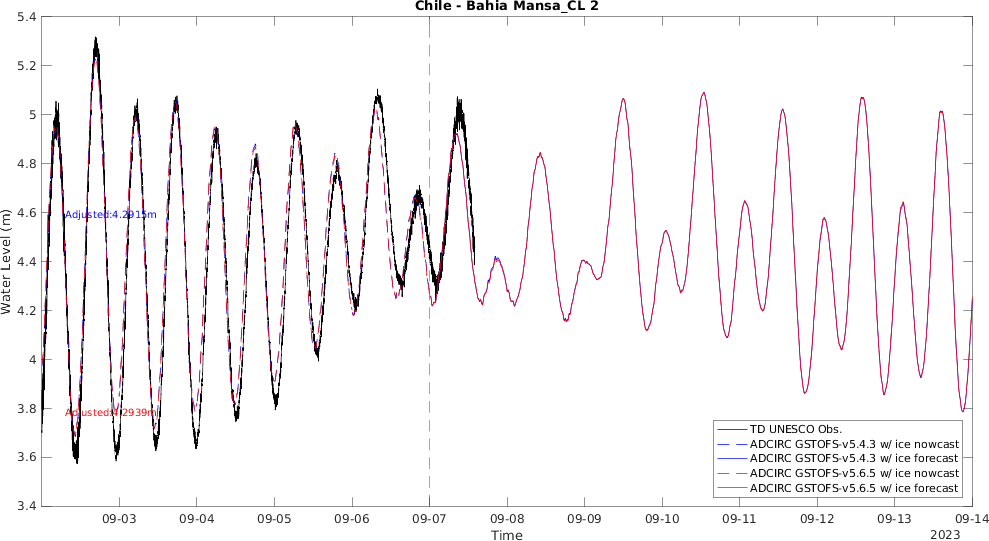 Chile - Bahia Mansa_CL 2
Water Level (m)
5.4
5.2
5
4.8
4.6
4.4
4.2
4
3.8
3.6
3.4
Adjusted:4.2915m
Adjusted:4.2939m
TD UNESCO Obs.
ADCIRC GSTOFS-v5.4.3 w/ ice nowcast
ADCIRC GSTOFS-v5.4.3 w/ ice forecast
ADCIRC GSTOFS-v5.6.5 w/ ice nowcast
ADCIRC GSTOFS-v5.6.5 w/ ice forecast
09-03 09-04 09-05 09-06 09-07 09-08 09-09 09-10 09-11 09-12 09-13 09-14
Time
2023